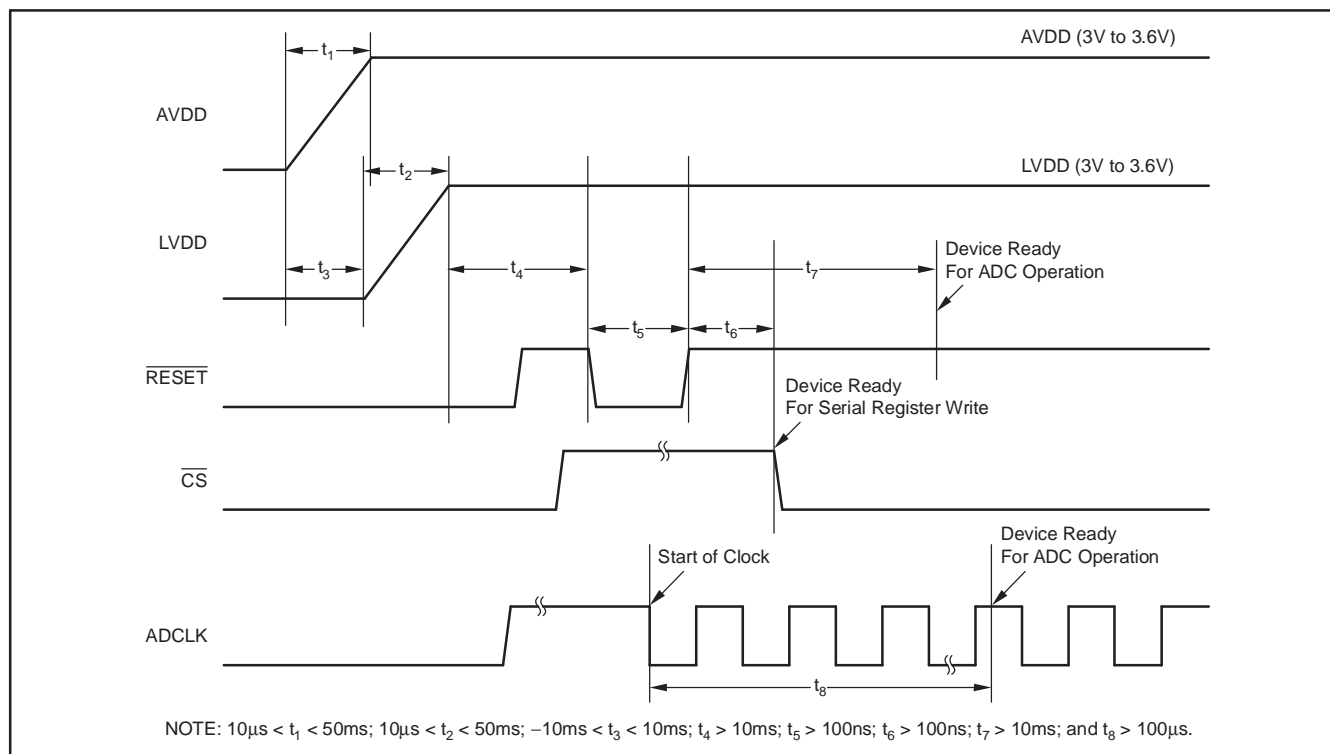 AVDD (3V to 3.6V)
t1
AVDD
t2
LVDD (3V to 3.6V)
LVDD
t3
t4
t7
Device Ready
For ADC Operation
t5
t6
RESET
Device Ready
For Serial Register Write
CS
Start of Clock
Device Ready
For ADC Operation
ADCLK
t8
NOTE: 10μs < t1 < 50ms; 10μs < t2 < 50ms; −10ms < t3 < 10ms; t4 > 10ms; t5 > 100ns; t6 > 100ns; t7 > 10ms; and t8 > 100μs.